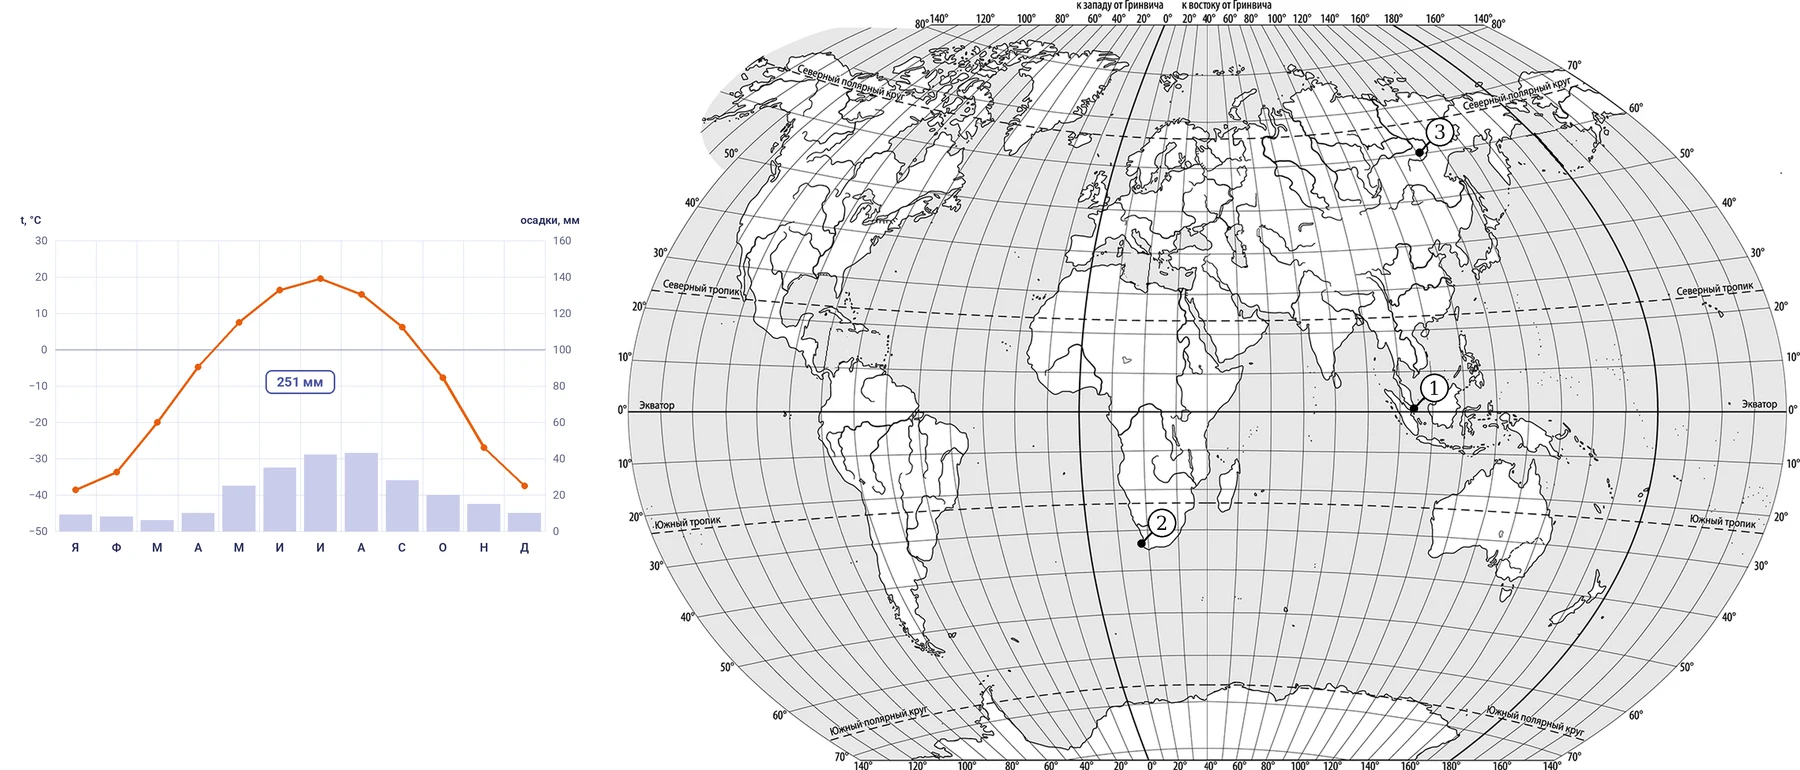 t, °C
осадки, мм
30
20
10
0
−10
−20
−30
−40
−50
160
140
120
100
80
60
40
20
0
251 мм
Я Ф М А М И И А С О Н Д
к западу от Гринвича к востоку от Гринвича
80° 140° 120° 100° 80° 60° 40° 20° 0° 20° 40° 60° 80° 100° 120° 140° 160° 180° 160° 140°
80°
70°
Северный полярный круг
Северный полярный круг
60°
3
50°
50°
40°
40°
30°
30°
Северный тропик
Северный тропик
20°
20°
10°
10°
1
Экватор
Экватор
0°
0°
10°
10°
20°
20°
Южный тропик
Южный тропик
2
30°
30°
40°
40°
50°
50°
60°
60°
Южный полярный круг
Южный полярный круг
70°
70°
140° 120° 100° 80° 60° 40° 20° 0° 20° 40° 60° 80° 100° 120° 140° 160° 180° 160° 140°